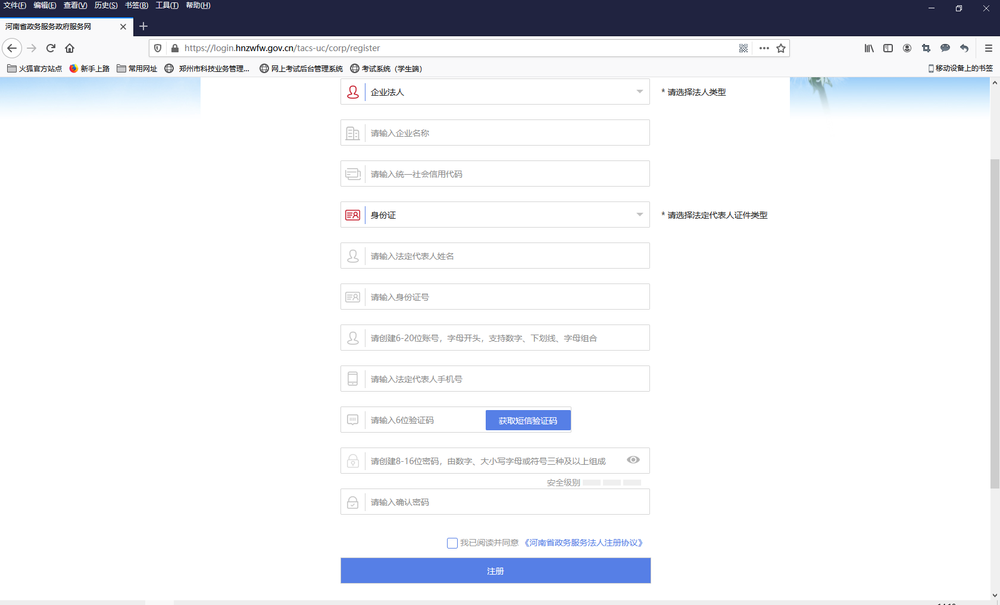 文件(F) 编辑(E) 查看(V) 历史(S) 书签(B) 工具(T) 帮助(H)
河南省政务服务政府服务网
https://login.hnzwfw.gov.cn/tacs-uc/corp/register
火狐官方站点 新手上路 常用网址 郑州市科技业务管理... 网上考试后台管理系统 考试系统（学生端） 移动设备上的书签
企业法人 * 请选择法人类型
请输入企业名称
请输入统一社会信用代码
身份证 * 请选择法定代表人证件类型
请输入法定代表人姓名
请输入身份证号
请创建6-20位账号，字母开头，支持数字、下划线、字母组合
请输入法定代表人手机号
请输入6位验证码 获取短信验证码
请创建8-16位密码，由数字、大小写字母或符号三种及以上组成
安全级别
请输入确认密码
我已阅读并同意 《河南省政务服务法人注册协议》
注册